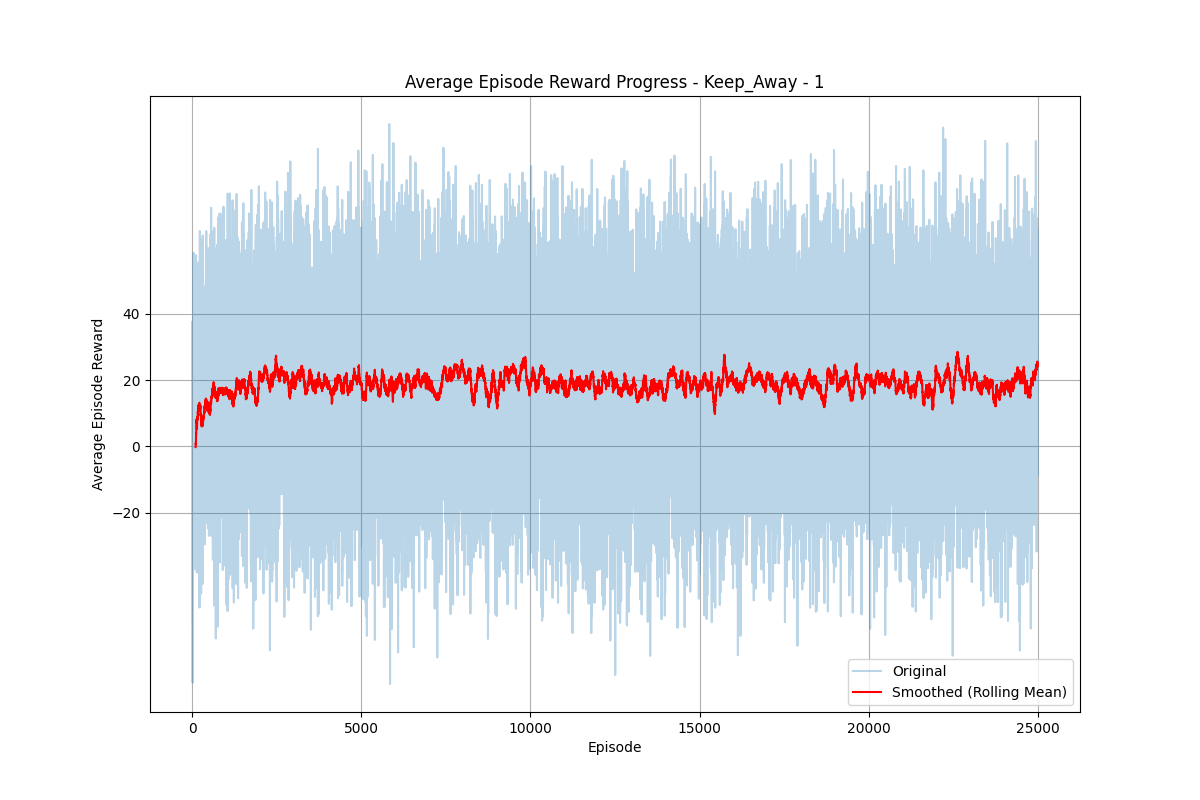 Average Episode Reward Progress - Keep_Away - 1
Average Episode Reward
40
20
0
−20
0
5000
10000
15000
20000
25000
Episode
Original
Smoothed (Rolling Mean)